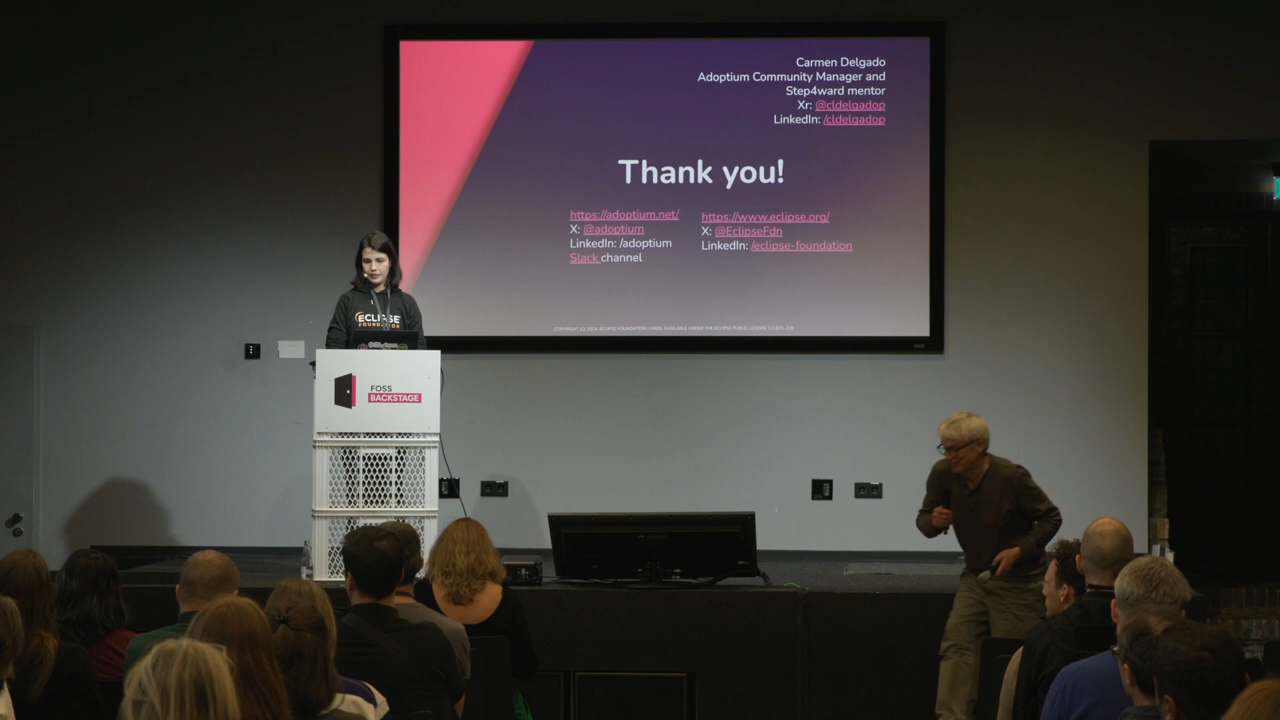 Carmen Delgado
Adoptium Community Manager and
Step4ward mentor
Xr: @cldelgadop
LinkedIn: /cldelgadop
Thank you!
https://adoptium.net/
X: @adoptium
LinkedIn: /adoptium
Slack channel
https://www.eclipse.org/
X: @EclipseFdn
LinkedIn: /eclipse-foundation
ECLIPSE
FOUNDATION
FOSS
BACKSTAGE